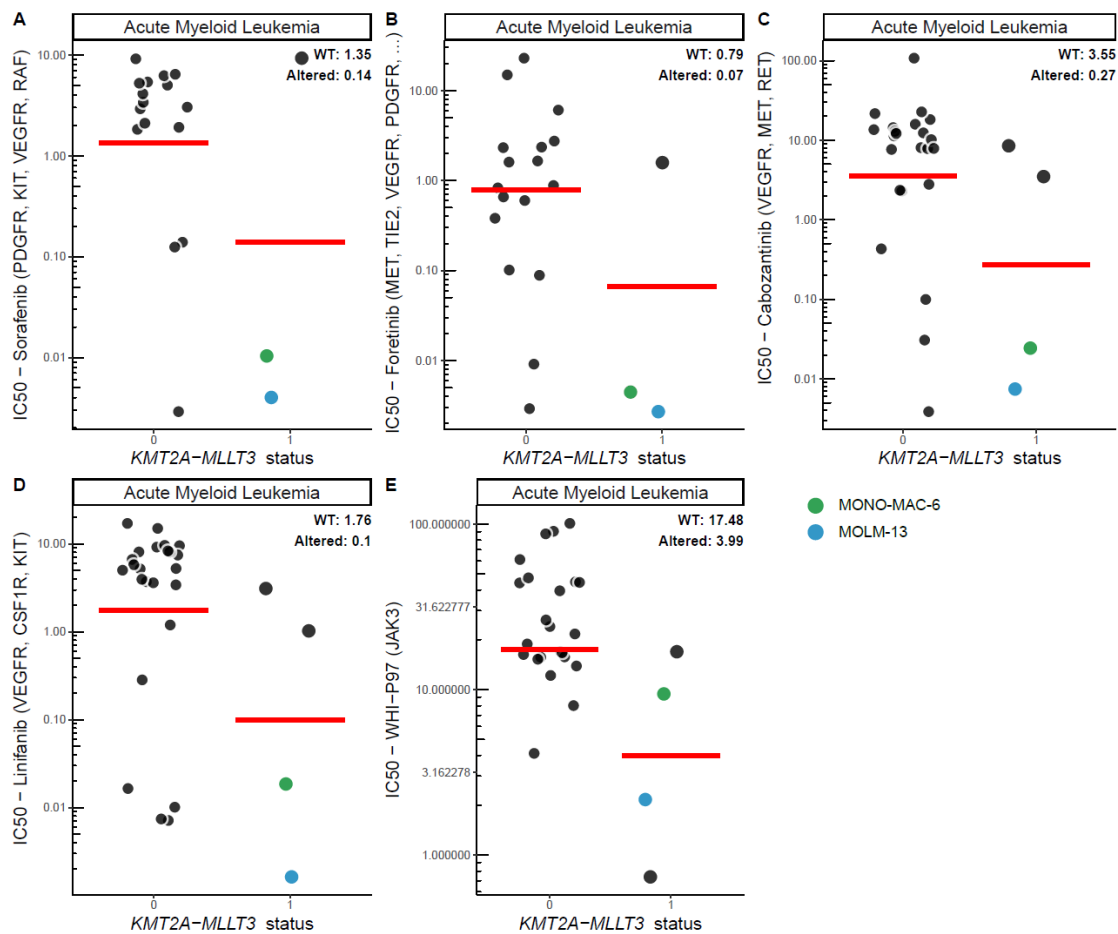 A
Acute Myeloid Leukemia
WT: 1.35
Altered: 0.14
IC50 − Sorafenib (PDGFR, KIT, VEGFR, RAF)
10.00
1.00
0.10
0.01
0
1
KMT2A−MLLT3 status
B
Acute Myeloid Leukemia
WT: 0.79
Altered: 0.07
IC50 − Foretinib (MET, TIE2, VEGFR, PDGFR, ...)
10.00
1.00
0.10
0.01
0
1
KMT2A−MLLT3 status
C
Acute Myeloid Leukemia
WT: 3.55
Altered: 0.27
IC50 − Cabozantinib (VEGFR, MET, RET)
100.00
10.00
1.00
0.10
0.01
0
1
KMT2A−MLLT3 status
D
Acute Myeloid Leukemia
WT: 1.76
Altered: 0.1
IC50 − Linifanib (VEGFR, CSF1R, KIT)
10.00
1.00
0.10
0.01
0
1
KMT2A−MLLT3 status
E
Acute Myeloid Leukemia
WT: 17.48
Altered: 3.99
IC50 − WHI−P97 (JAK3)
100.000000
31.622777
10.000000
3.162278
1.000000
0
1
KMT2A−MLLT3 status
MONO-MAC-6
MOLM-13